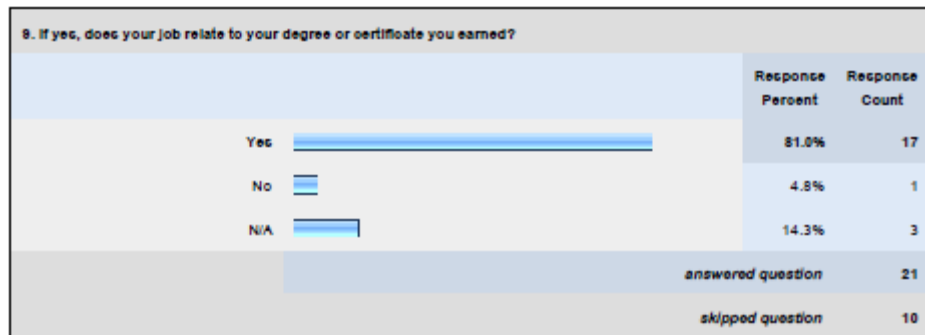 9. If yes, does your job relate to your degree or certificate you earned?
Response Percent Response Count
Yes 81.0% 17
No 4.8% 1
N/A 14.3% 3
answered question 21
skipped question 10